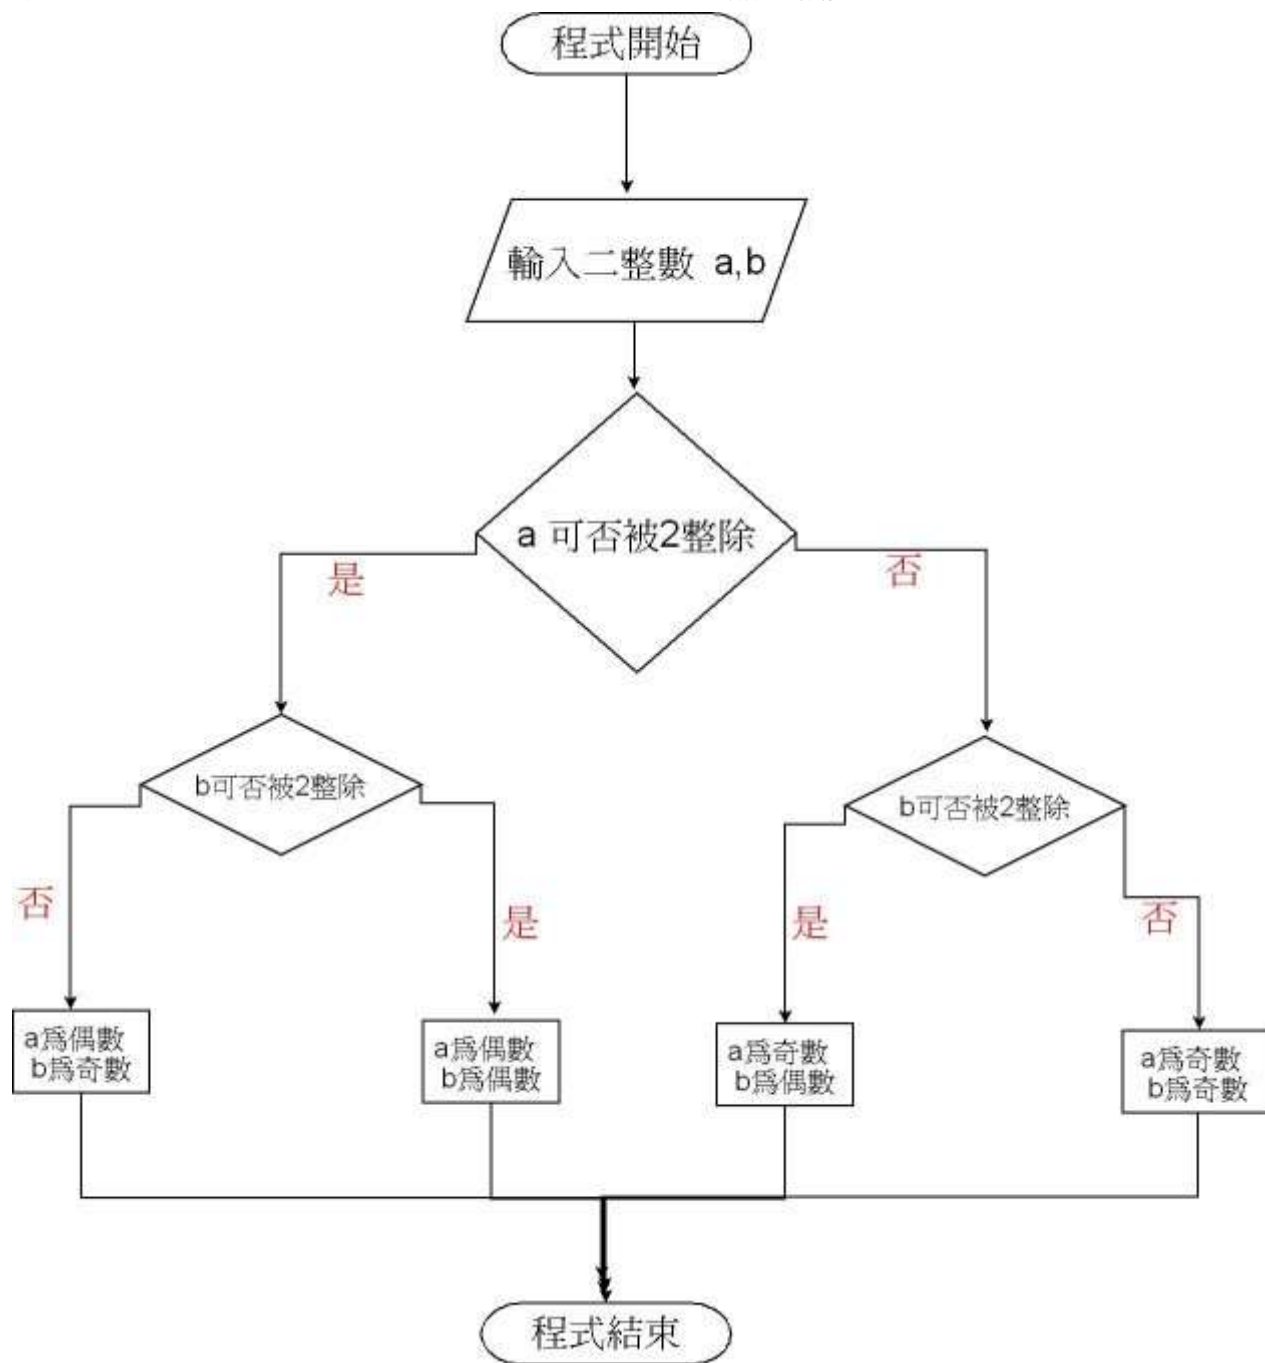 程式開始
輸入二整數 a,b
a 可否被2整除
是
否
b可否被2整除
b可否被2整除
否
是
是
否
a爲偶數
b爲奇數
a爲偶數
b爲偶數
a爲奇數
b爲偶數
a爲奇數
b爲奇數
程式結束